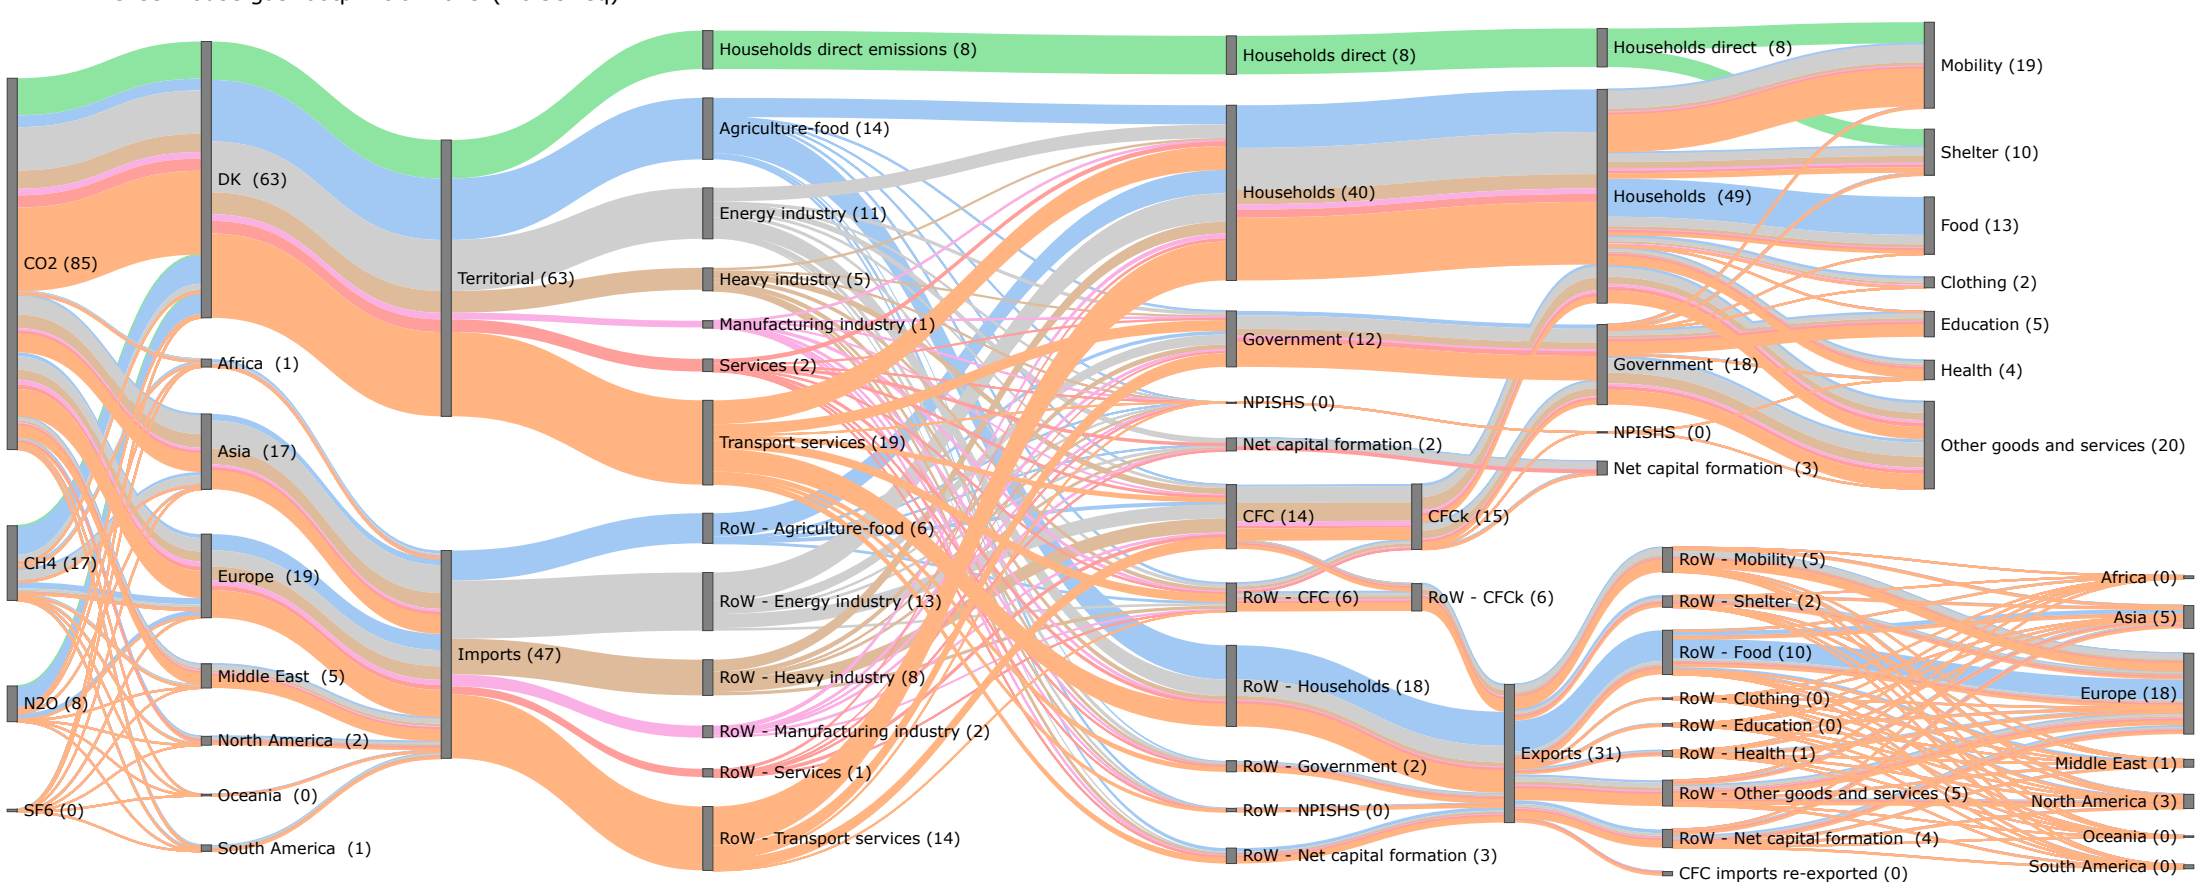 CO2 (85)
CH4 (17)
N2O (8)
SF6 (0)
DK (63)
Africa (1)
Asia (17)
Europe (19)
Middle East (5)
North America (2)
Oceania (0)
South America (1)
Territorial (63)
Imports (47)
Households direct emissions (8)
Agriculture-food (14)
Energy industry (11)
Heavy industry (5)
Manufacturing industry (1)
Services (2)
Transport services (19)
RoW - Agriculture-food (6)
RoW - Energy industry (13)
RoW - Heavy industry (8)
RoW - Manufacturing industry (2)
RoW - Services (1)
RoW - Transport services (14)
Households direct (8)
Households (40)
Government (12)
NPISHS (0)
Net capital formation (2)
CFC (14)
RoW - CFC (6)
RoW - Households (18)
RoW - Government (2)
RoW - NPISHS (0)
RoW - Net capital formation (3)
CFCk (15)
RoW - CFCk (6)
Exports (31)
Households direct (8)
Households (49)
Government (18)
NPISHS (0)
Net capital formation (3)
RoW - Mobility (5)
RoW - Shelter (2)
RoW - Food (10)
RoW - Clothing (0)
RoW - Education (0)
RoW - Health (1)
RoW - Other goods and services (5)
RoW - Net capital formation (4)
CFC imports re-exported (0)
Mobility (19)
Shelter (10)
Food (13)
Clothing (2)
Education (5)
Health (4)
Other goods and services (20)
Africa (0)
Asia (5)
Europe (18)
Middle East (1)
North America (3)
Oceania (0)
South America (0)